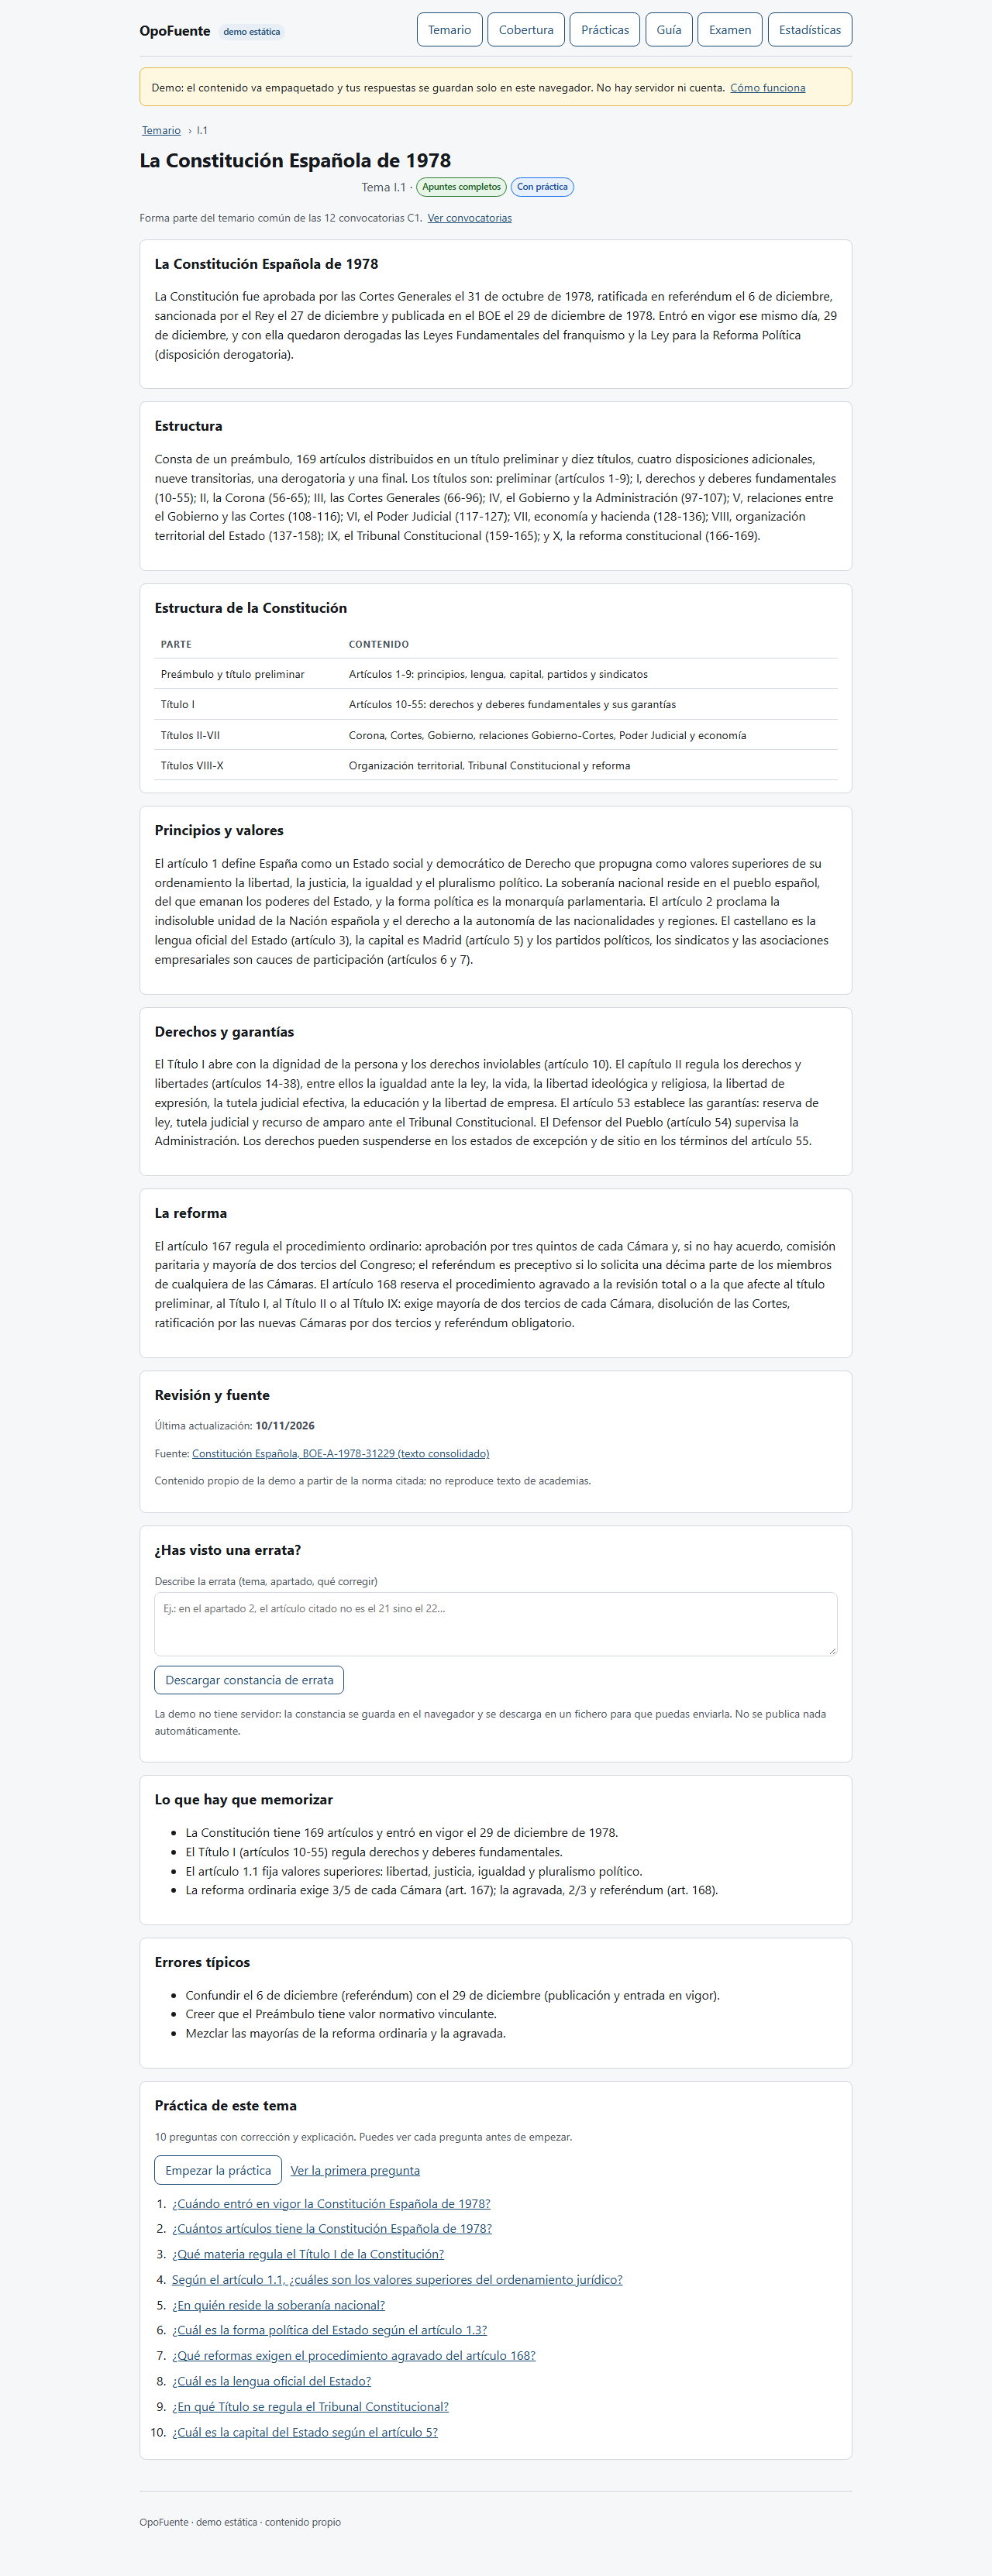 OpoFuente demo estática
Temario Cobertura Prácticas Guía Examen Estadísticas
Demo: el contenido va empaquetado y tus respuestas se guardan solo en este navegador. No hay servidor ni cuenta. Cómo funciona
Temario › I.1
La Constitución Española de 1978
Tema I.1 · Apuntes completos Con práctica
Forma parte del temario común de las 12 convocatorias C1. Ver convocatorias
La Constitución Española de 1978
La Constitución fue aprobada por las Cortes Generales el 31 de octubre de 1978, ratificada en referéndum el 6 de diciembre,
sancionada por el Rey el 27 de diciembre y publicada en el BOE el 29 de diciembre de 1978. Entró en vigor ese mismo día, 29
de diciembre, y con ella quedaron derogadas las Leyes Fundamentales del franquismo y la Ley para la Reforma Política
(disposición derogatoria).
Estructura
Consta de un preámbulo, 169 artículos distribuidos en un título preliminar y diez títulos, cuatro disposiciones adicionales,
nueve transitorias, una derogatoria y una final. Los títulos son: preliminar (artículos 1-9); I, derechos y deberes fundamentales
(10-55); II, la Corona (56-65); III, las Cortes Generales (66-96); IV, el Gobierno y la Administración (97-107); V, relaciones entre
el Gobierno y las Cortes (108-116); VI, el Poder Judicial (117-127); VII, economía y hacienda (128-136); VIII, organización
territorial del Estado (137-158); IX, el Tribunal Constitucional (159-165); y X, la reforma constitucional (166-169).
Estructura de la Constitución
PARTE CONTENIDO
Preámbulo y título preliminar Artículos 1-9: principios, lengua, capital, partidos y sindicatos
Título I Artículos 10-55: derechos y deberes fundamentales y sus garantías
Títulos II-VII Corona, Cortes, Gobierno, relaciones Gobierno-Cortes, Poder Judicial y economía
Títulos VIII-X Organización territorial, Tribunal Constitucional y reforma
Principios y valores
El artículo 1 define España como un Estado social y democrático de Derecho que propugna como valores superiores de su
ordenamiento la libertad, la justicia, la igualdad y el pluralismo político. La soberanía nacional reside en el pueblo español,
del que emanan los poderes del Estado, y la forma política es la monarquía parlamentaria. El artículo 2 proclama la
indisoluble unidad de la Nación española y el derecho a la autonomía de las nacionalidades y regiones. El castellano es la
lengua oficial del Estado (artículo 3), la capital es Madrid (artículo 5) y los partidos políticos, los sindicatos y las asociaciones
empresariales son cauces de participación (artículos 6 y 7).
Derechos y garantías
El Título I abre con la dignidad de la persona y los derechos inviolables (artículo 10). El capítulo II regula los derechos y
libertades (artículos 14-38), entre ellos la igualdad ante la ley, la vida, la libertad ideológica y religiosa, la libertad de
expresión, la tutela judicial efectiva, la educación y la libertad de empresa. El artículo 53 establece las garantías: reserva de
ley, tutela judicial y recurso de amparo ante el Tribunal Constitucional. El Defensor del Pueblo (artículo 54) supervisa la
Administración. Los derechos pueden suspenderse en los estados de excepción y de sitio en los términos del artículo 55.
La reforma
El artículo 167 regula el procedimiento ordinario: aprobación por tres quintos de cada Cámara y, si no hay acuerdo, comisión
paritaria y mayoría de dos tercios del Congreso; el referéndum es preceptivo si lo solicita una décima parte de los miembros
de cualquiera de las Cámaras. El artículo 168 reserva el procedimiento agravado a la revisión total o a la que afecte al título
preliminar, al Título I, al Título II o al Título IX: exige mayoría de dos tercios de cada Cámara, disolución de las Cortes,
ratificación por las nuevas Cámaras por dos tercios y referéndum obligatorio.
Revisión y fuente
Última actualización: 10/11/2026
Fuente: Constitución Española, BOE-A-1978-31229 (texto consolidado)
Contenido propio de la demo a partir de la norma citada; no reproduce texto de academias.
¿Has visto una errata?
Describe la errata (tema, apartado, qué corregir)
Ej.: en el apartado 2, el artículo citado no es el 21 sino el 22...
Descargar constancia de errata
La demo no tiene servidor: la constancia se guarda en el navegador y se descarga en un fichero para que puedas enviarla. No se publica nada
automáticamente.
Lo que hay que memorizar
• La Constitución tiene 169 artículos y entró en vigor el 29 de diciembre de 1978.
• El Título I (artículos 10-55) regula derechos y deberes fundamentales.
• El artículo 1.1 fija valores superiores: libertad, justicia, igualdad y pluralismo político.
• La reforma ordinaria exige 3/5 de cada Cámara (art. 167); la agravada, 2/3 y referéndum (art. 168).
Errores típicos
• Confundir el 6 de diciembre (referéndum) con el 29 de diciembre (publicación y entrada en vigor).
• Creer que el Preámbulo tiene valor normativo vinculante.
• Mezclar las mayorías de la reforma ordinaria y la agravada.
Práctica de este tema
10 preguntas con corrección y explicación. Puedes ver cada pregunta antes de empezar.
Empezar la práctica Ver la primera pregunta
1. ¿Cuándo entró en vigor la Constitución Española de 1978?
2. ¿Cuántos artículos tiene la Constitución Española de 1978?
3. ¿Qué materia regula el Título I de la Constitución?
4. Según el artículo 1.1, ¿cuáles son los valores superiores del ordenamiento jurídico?
5. ¿En quién reside la soberanía nacional?
6. ¿Cuál es la forma política del Estado según el artículo 1.3?
7. ¿Qué reformas exigen el procedimiento agravado del artículo 168?
8. ¿Cuál es la lengua oficial del Estado?
9. ¿En qué Título se regula el Tribunal Constitucional?
10. ¿Cuál es la capital del Estado según el artículo 5?
OpoFuente · demo estática · contenido propio